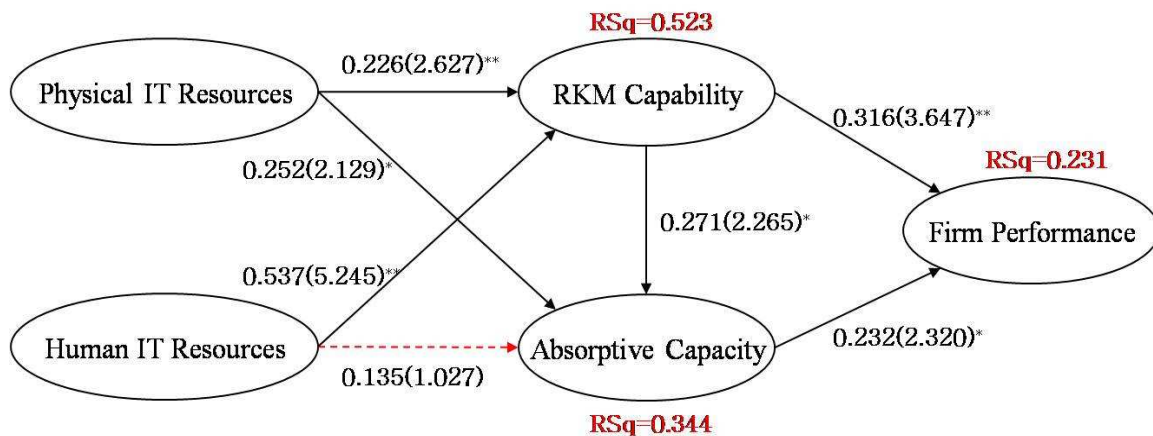 RSq=0.523
0.226(2.627)**
Physical IT Resources
RKM Capability
0.316(3.647)**
RSq=0.231
0.252(2.129)*
0.271(2.265)*
Firm Performance
0.537(5.245)**
Human IT Resources
Absorptive Capacity
0.232(2.320)*
0.135(1.027)
RSq=0.344